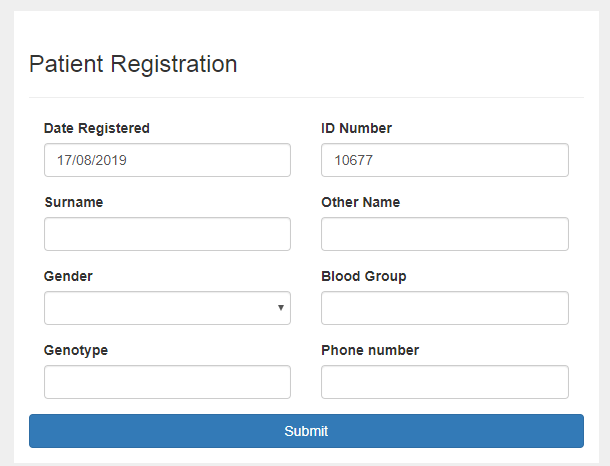 Patient Registration
Date Registered ID Number
17/08/2019 10677
Surname Other Name
Gender Blood Group
Genotype Phone number
Submit